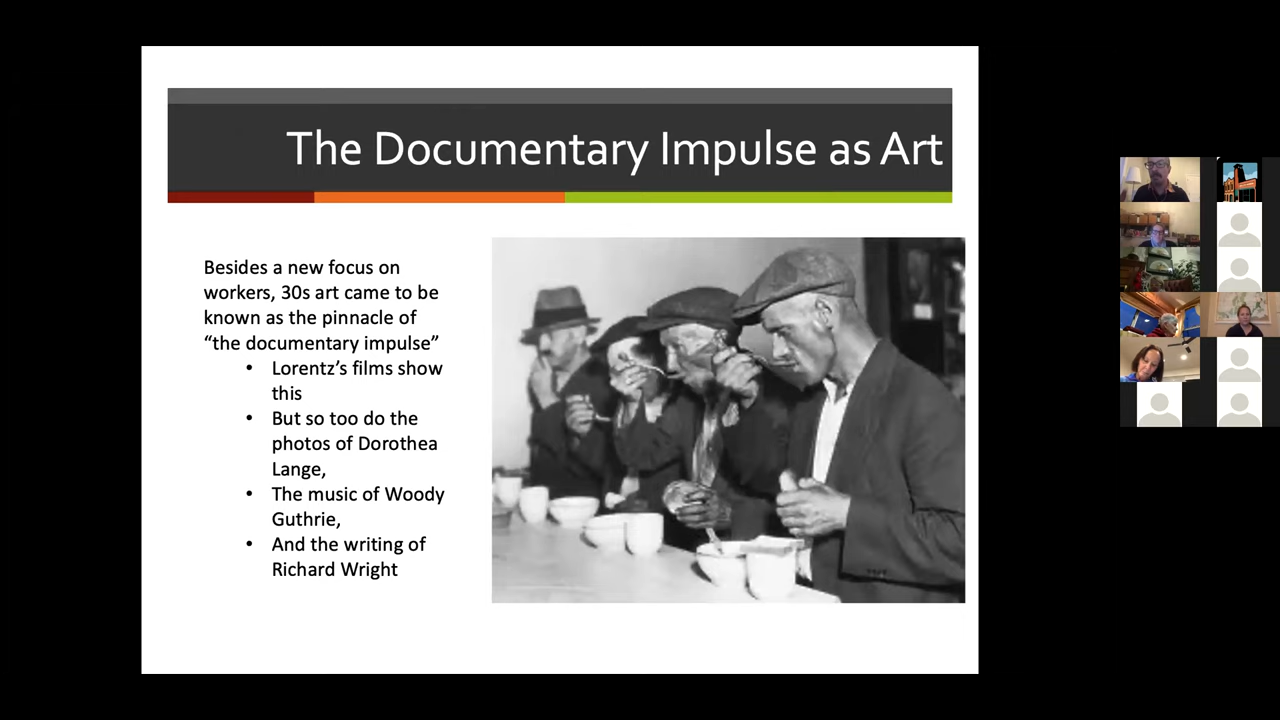 The Documentary Impulse as Art
Besides a new focus on
workers, 30s art came to be
known as the pinnacle of
“the documentary impulse”
• Lorentz’s films show
this
• But so too do the
photos of Dorothea
Lange,
• The music of Woody
Guthrie,
• And the writing of
Richard Wright